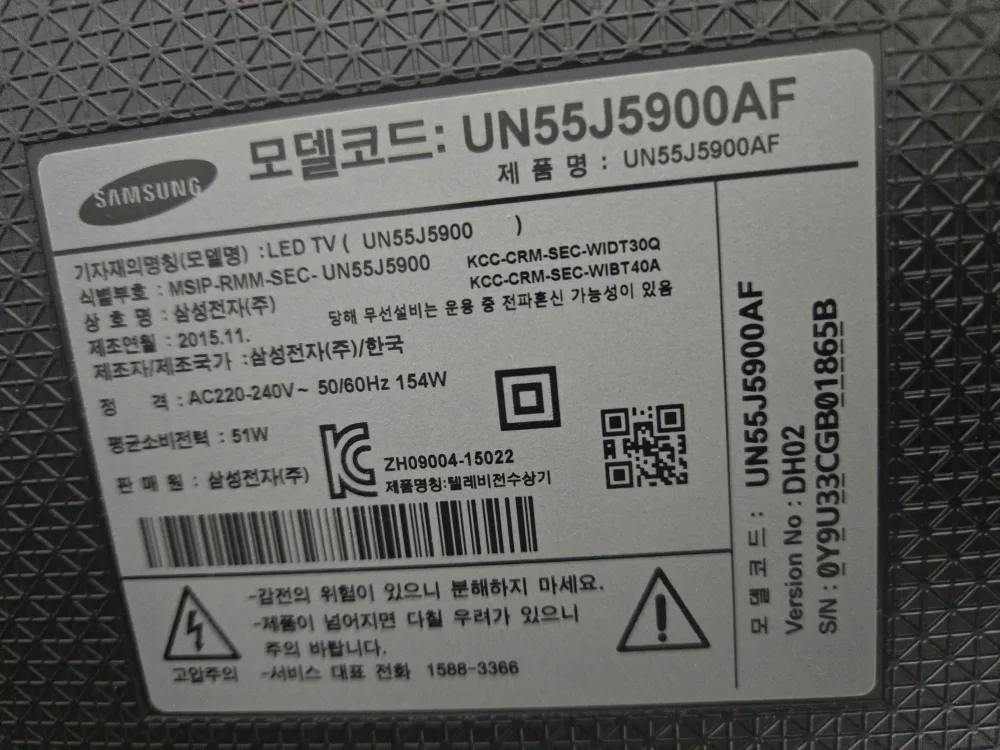 SAMSUNG
모델코드: UN55J5900AF
제 품 명 : UN55J5900AF
기자재의명칭(모델명) : LED TV ( UN55J5900 )
식별부호 : MSIP-RMM-SEC- UN55J5900
KCC-CRM-SEC-WIDT30Q
KCC-CRM-SEC-WIBT40A
상 호 명 : 삼성전자(주)
당해 무선설비는 운용 중 전파혼신 가능성이 있음
제조연월 : 2015.11.
제조자/제조국가 :삼성전자(주)/한국
정 격 : AC220-240V~ 50/60Hz 154W
평균소비전력 : 51W
판 매 원 : 삼성전자(주)
ZH09004-15022
제품명칭:텔레비전수상기
-감전의 위험이 있으니 분해하지 마세요.
-제품이 넘어지면 다칠 우려가 있으니
주의 바랍니다.
고압주의
-서비스 대표 전화 1588-3366
모 델 코 드 : UN55J5900AF
Version No : DH02
S/N : 0Y9U33CGB01865B